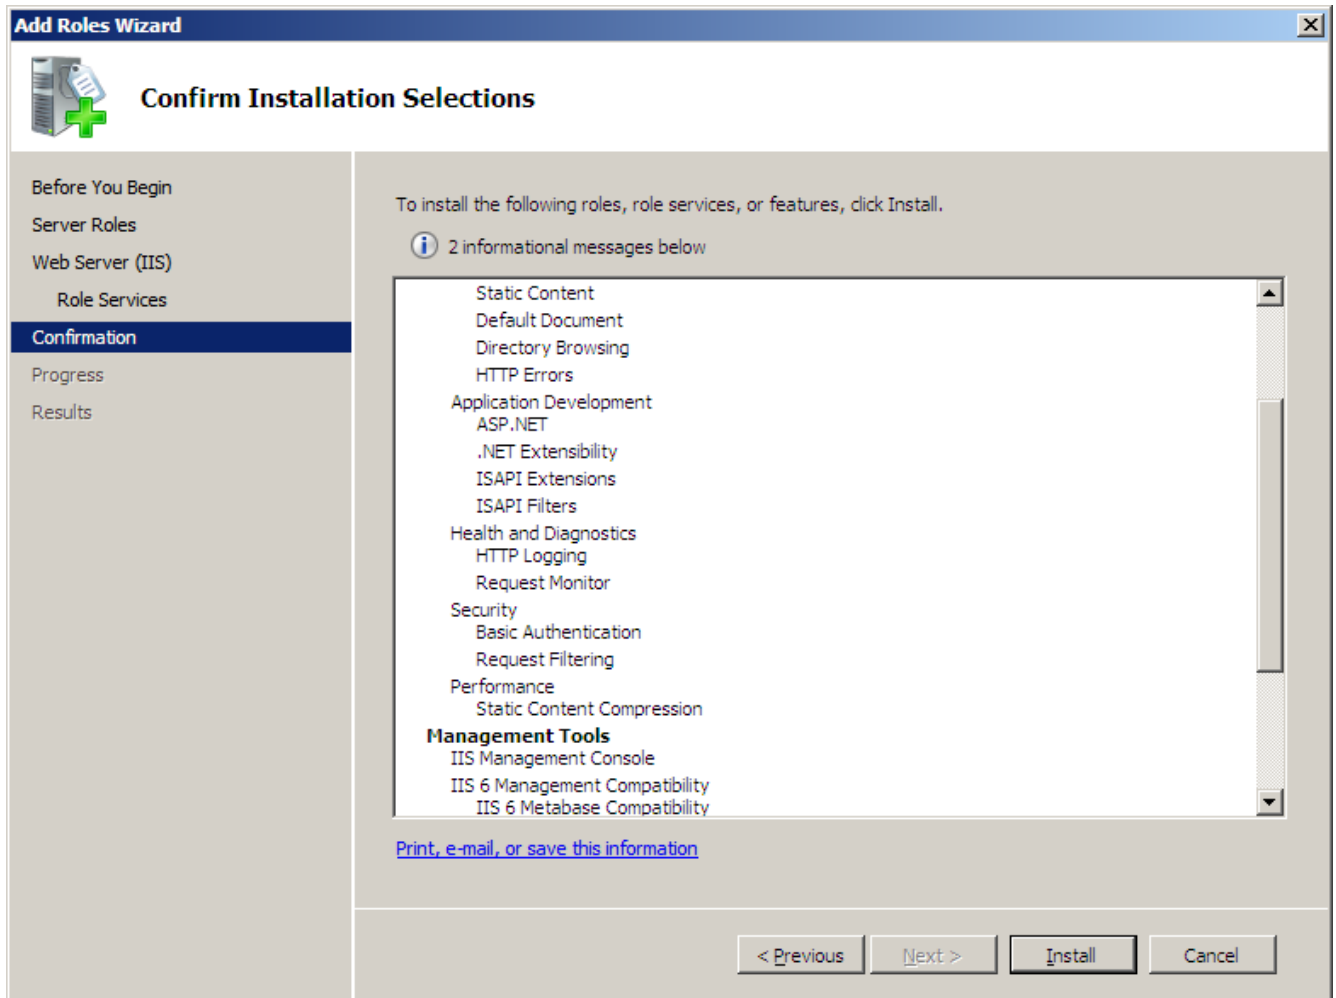 Add Roles Wizard
Confirm Installation Selections
Before You Begin
Server Roles
Web Server (IIS)
Role Services
Confirmation
Progress
Results
To install the following roles, role services, or features, click Install.
2 informational messages below
Static Content
Default Document
Directory Browsing
HTTP Errors
Application Development
ASP.NET
.NET Extensibility
ISAPI Extensions
ISAPI Filters
Health and Diagnostics
HTTP Logging
Request Monitor
Security
Basic Authentication
Request Filtering
Performance
Static Content Compression
Management Tools
IIS Management Console
IIS 6 Management Compatibility
IIS 6 Metabase Compatibility
Print, e-mail, or save this information
< Previous Next > Install Cancel